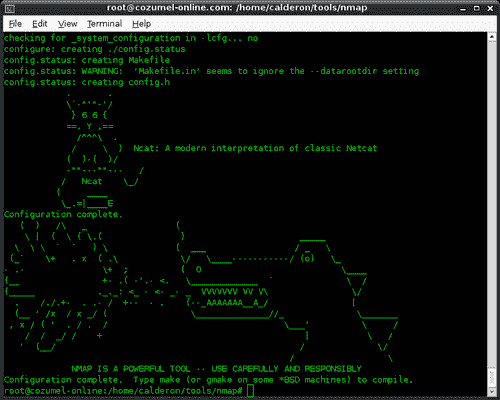 root@cozumel-online.com: /home/calderon/tools/nmap
File Edit View Terminal Help
checking for _system_configuration in -lcfg... no
configure: creating ./config.status
config.status: creating Makefile
config.status: WARNING: 'Makefile.in' seems to ignore the --datarootdir setting
config.status: creating config.h
Ncat: A modern interpretation of classic Netcat
Ncat
Configuration complete.
NMAP IS A POWERFUL TOOL -- USE CAREFULLY AND RESPONSIBLY
Configuration complete. Type make (or gmake on some *BSD machines) to compile.
root@cozumel-online:/home/calderon/tools/nmap#